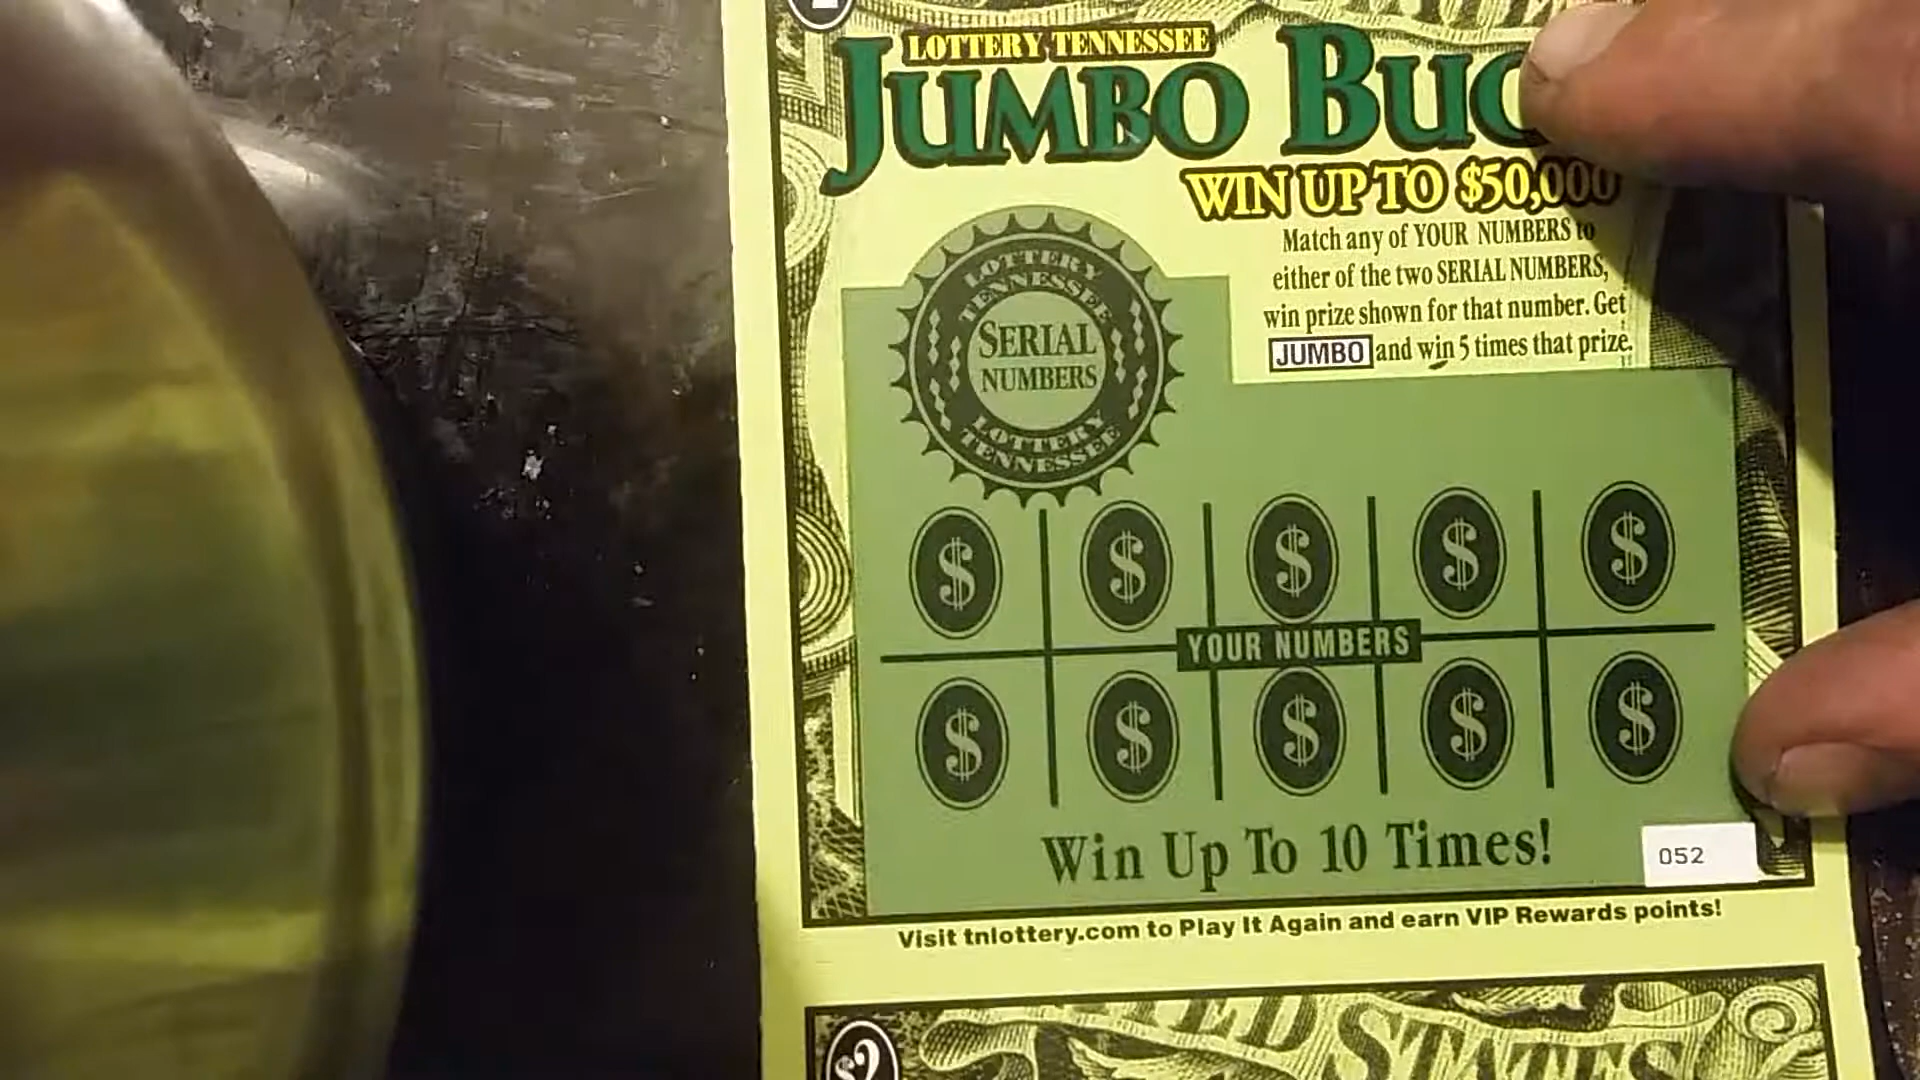 LOTTERY TENNESSEE
JUMBO BUC
WIN UP TO $50,000
Match any of YOUR NUMBERS to
either of the two SERIAL NUMBERS,
win prize shown for that number. Get
JUMBO and win 5 times that prize.
LOTTERY
TENNESSEE
SERIAL
NUMBERS
LOTTERY
TENNESSEE
$ $ $ $ $
YOUR NUMBERS
$ $ $ $ $
Win Up To 10 Times!
052
Visit tnlottery.com to Play It Again and earn VIP Rewards points!
STATES
$2